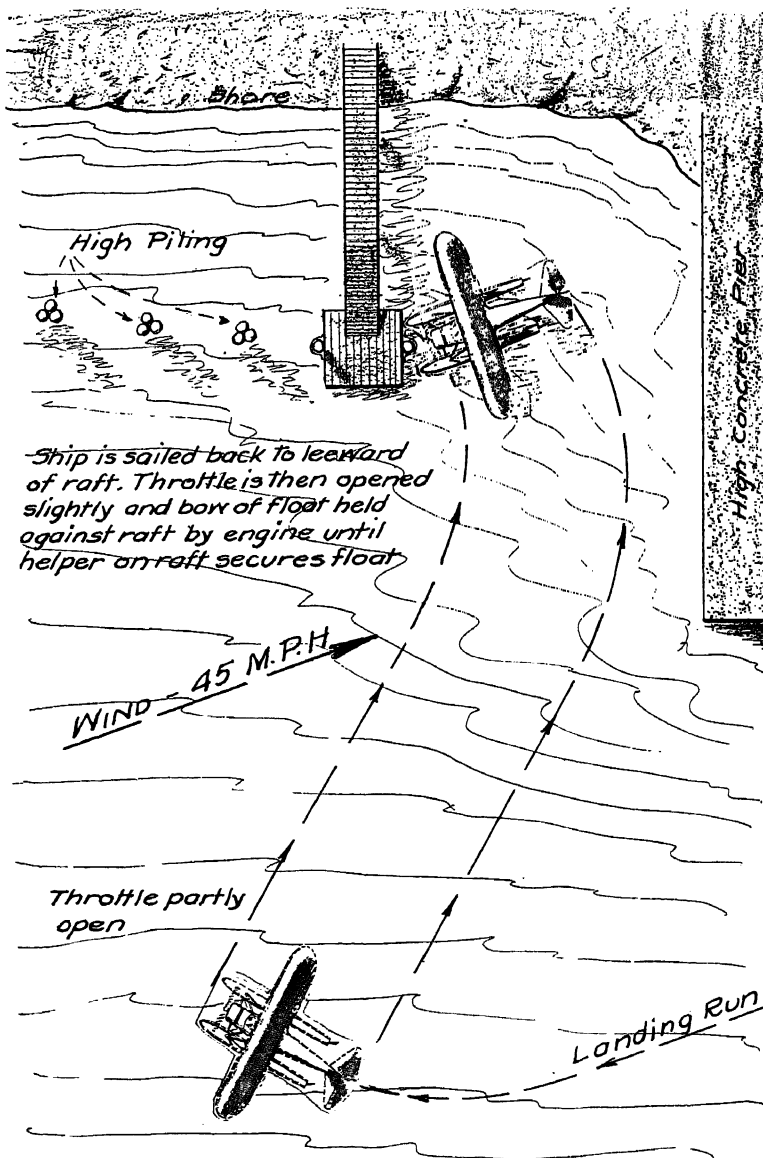 Shore
High Piling
High Concrete Pier
Ship is sailed back to leeward
of raft. Throttle is then opened
slightly and bow of float held
against raft by engine until
helper on raft secures float
WIND - 45 M.P.H
Throttle partly
open
Landing Run